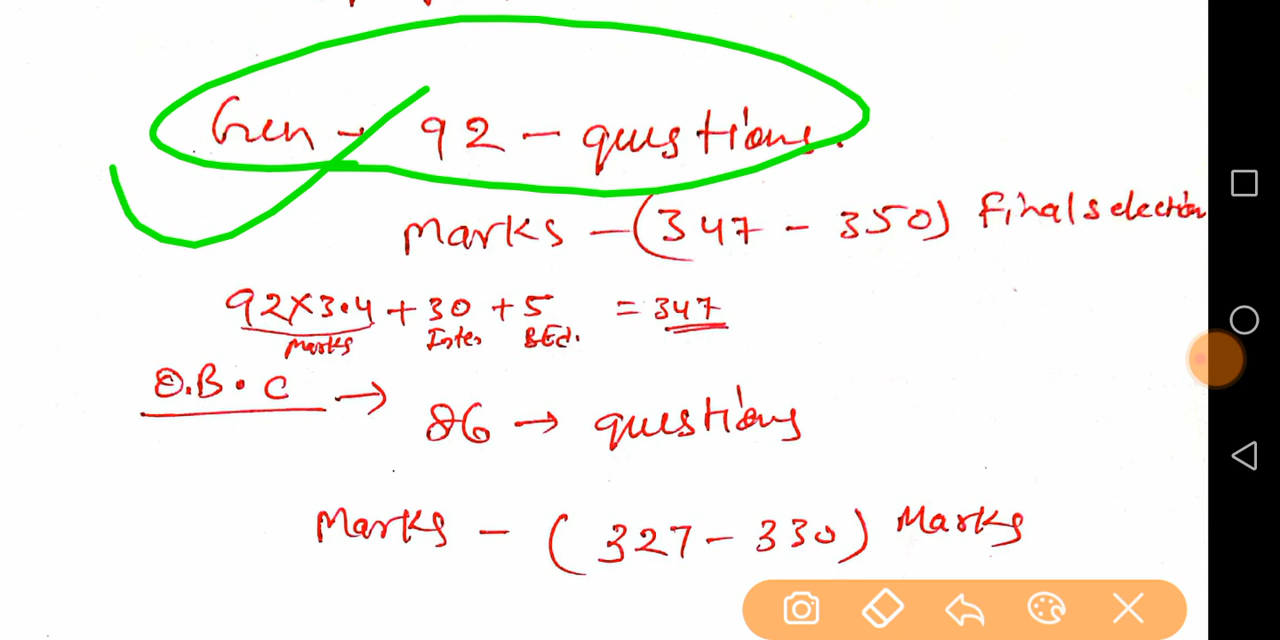 Gen → 92 - questions.
Marks - (347 - 350) Final selection
92×3.4 + 30 + 5 = 347
Marks Inter B.Ed.
O.B.C → 86 → questions
Marks - (327 - 330) Marks